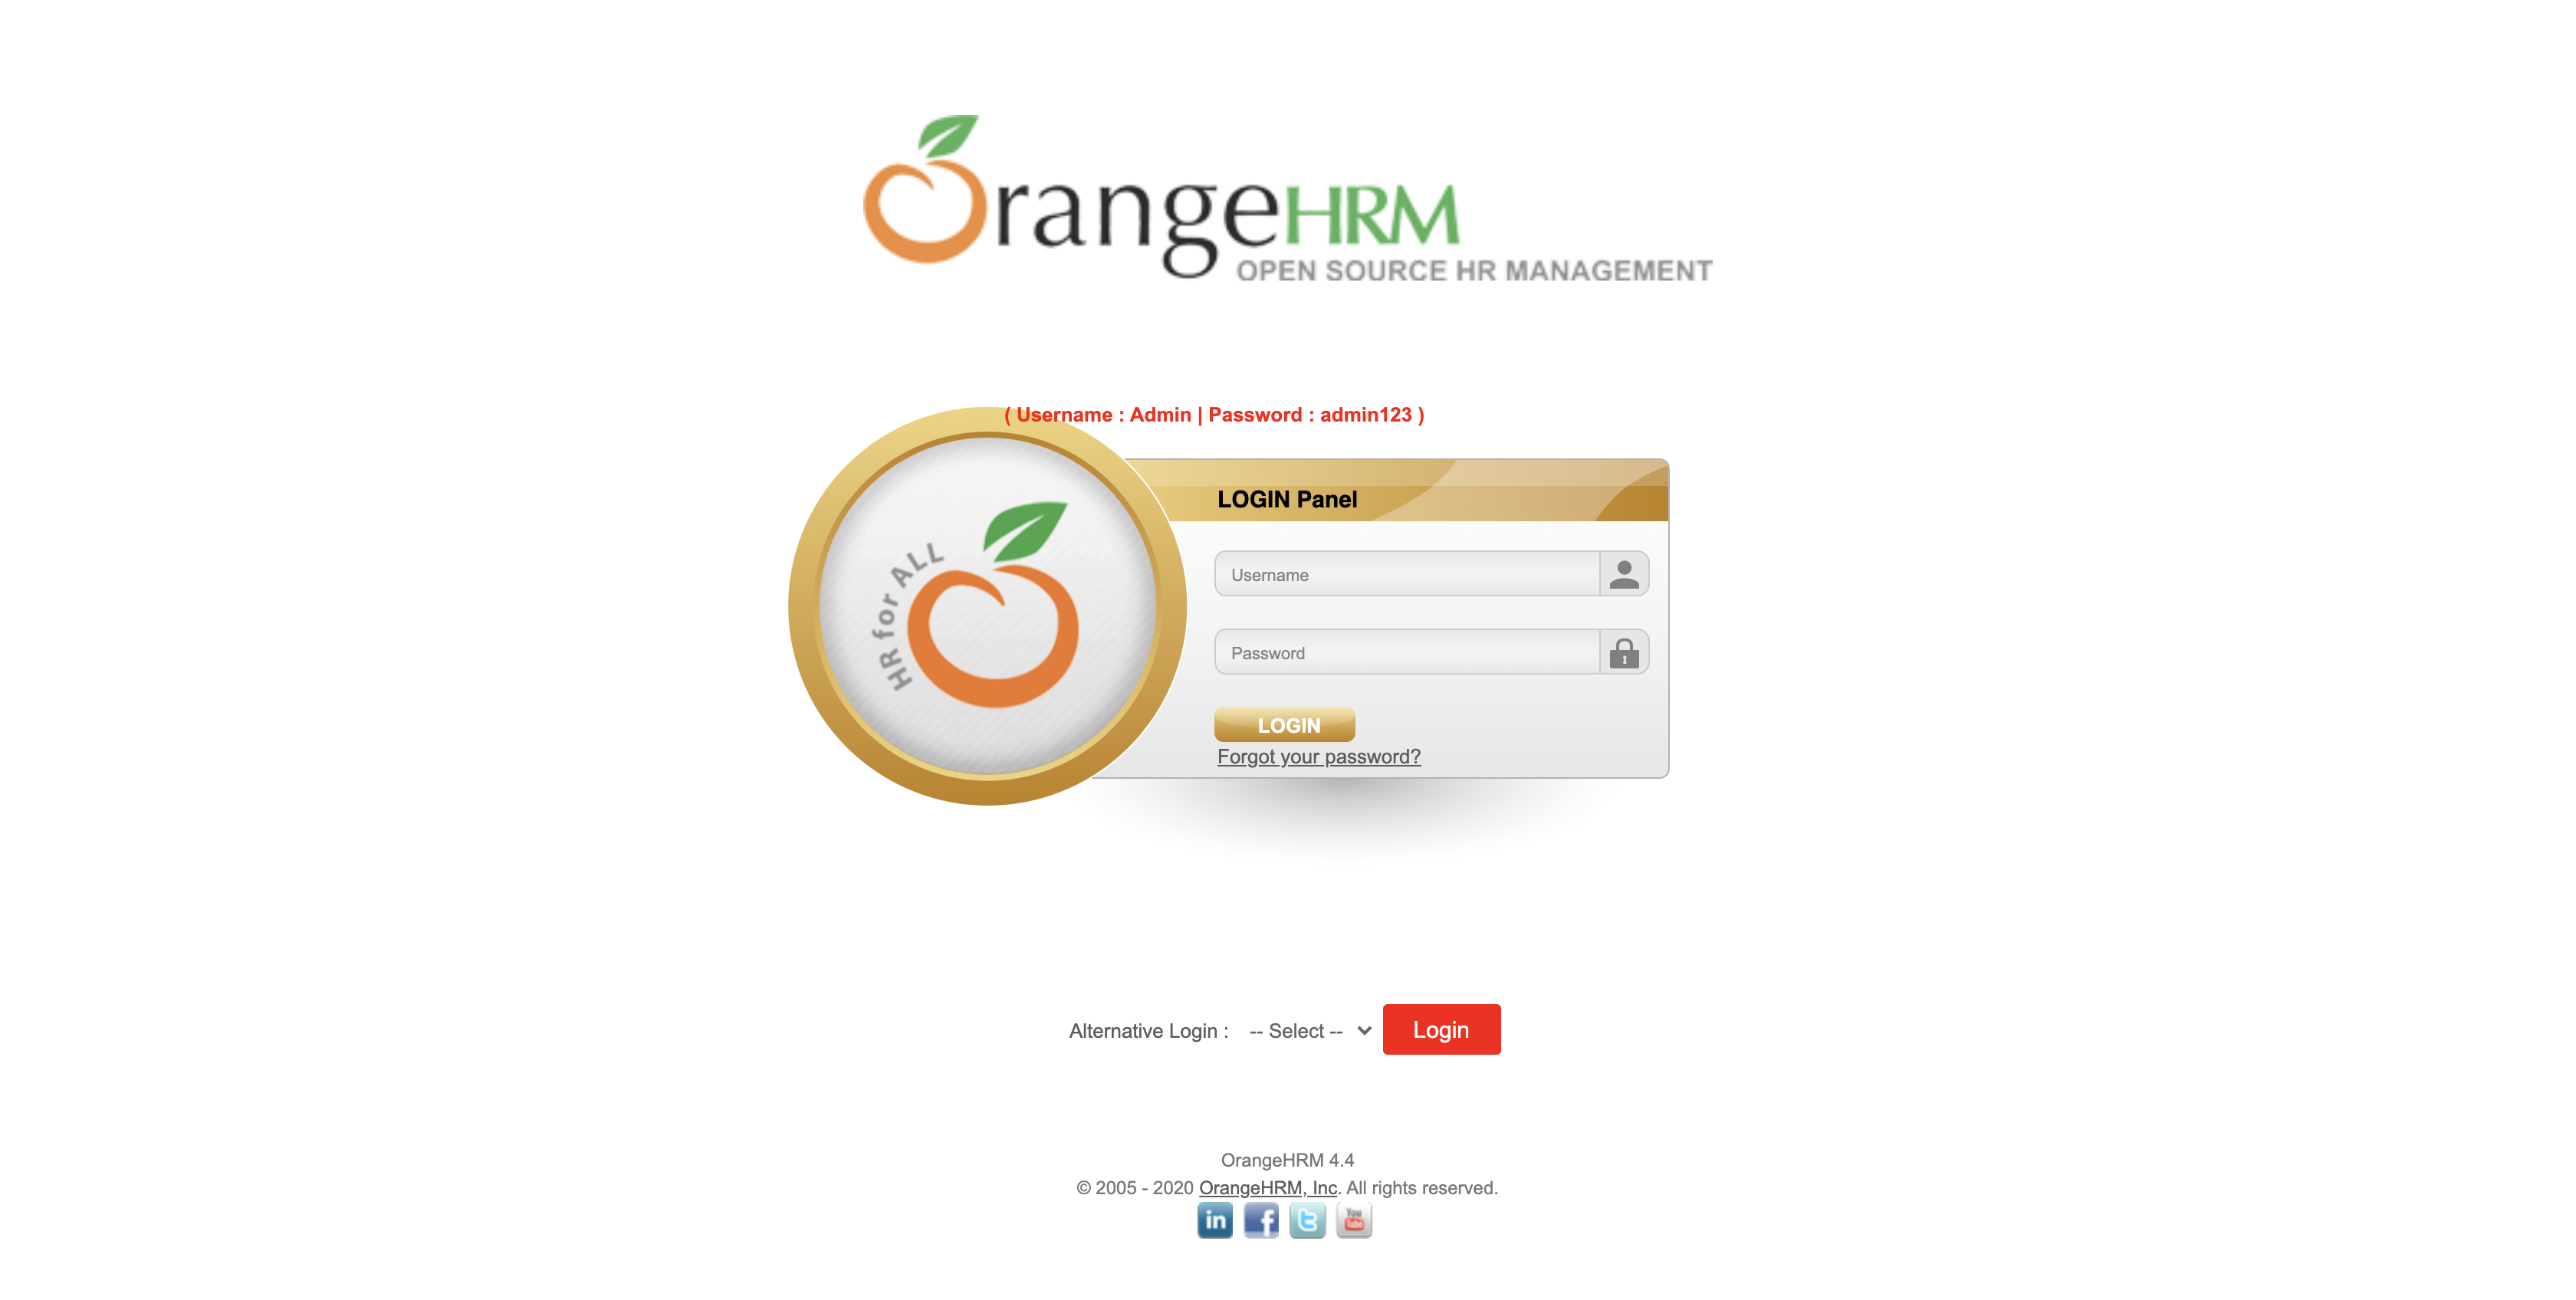 OrangeHRM
OPEN SOURCE HR MANAGEMENT
( Username : Admin | Password : admin123 )
LOGIN Panel
HR for ALL
Username
Password
LOGIN
Forgot your password?
Alternative Login : -- Select -- Login
OrangeHRM 4.4
© 2005 - 2020 OrangeHRM, Inc. All rights reserved.
in f t You Tube